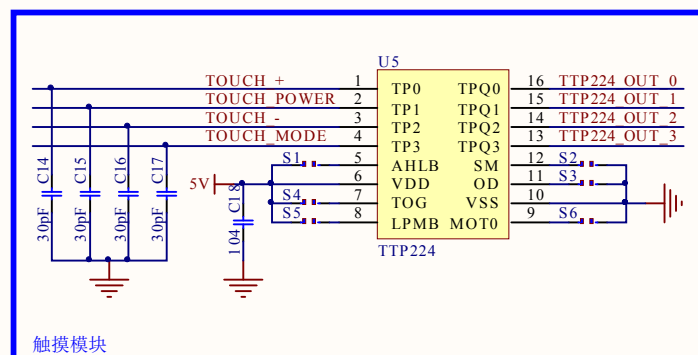 U5
TOUCH_+ 1 TP0 TPQ0 16 TTP224_OUT_0
TOUCH_POWER 2 TP1 TPQ1 15 TTP224_OUT_1
TOUCH_- 3 TP2 TPQ2 14 TTP224_OUT_2
TOUCH_MODE 4 TP3 TPQ3 13 TTP224_OUT_3
S1 5 AHLB SM 12 S2
5V 6 VDD OD 11 S3
S4 7 TOG VSS 10
S5 8 LPMB MOT0 9 S6
TTP224
C14 30pF
C15 30pF
C16 30pF
C17 30pF
C18 104
触摸模块